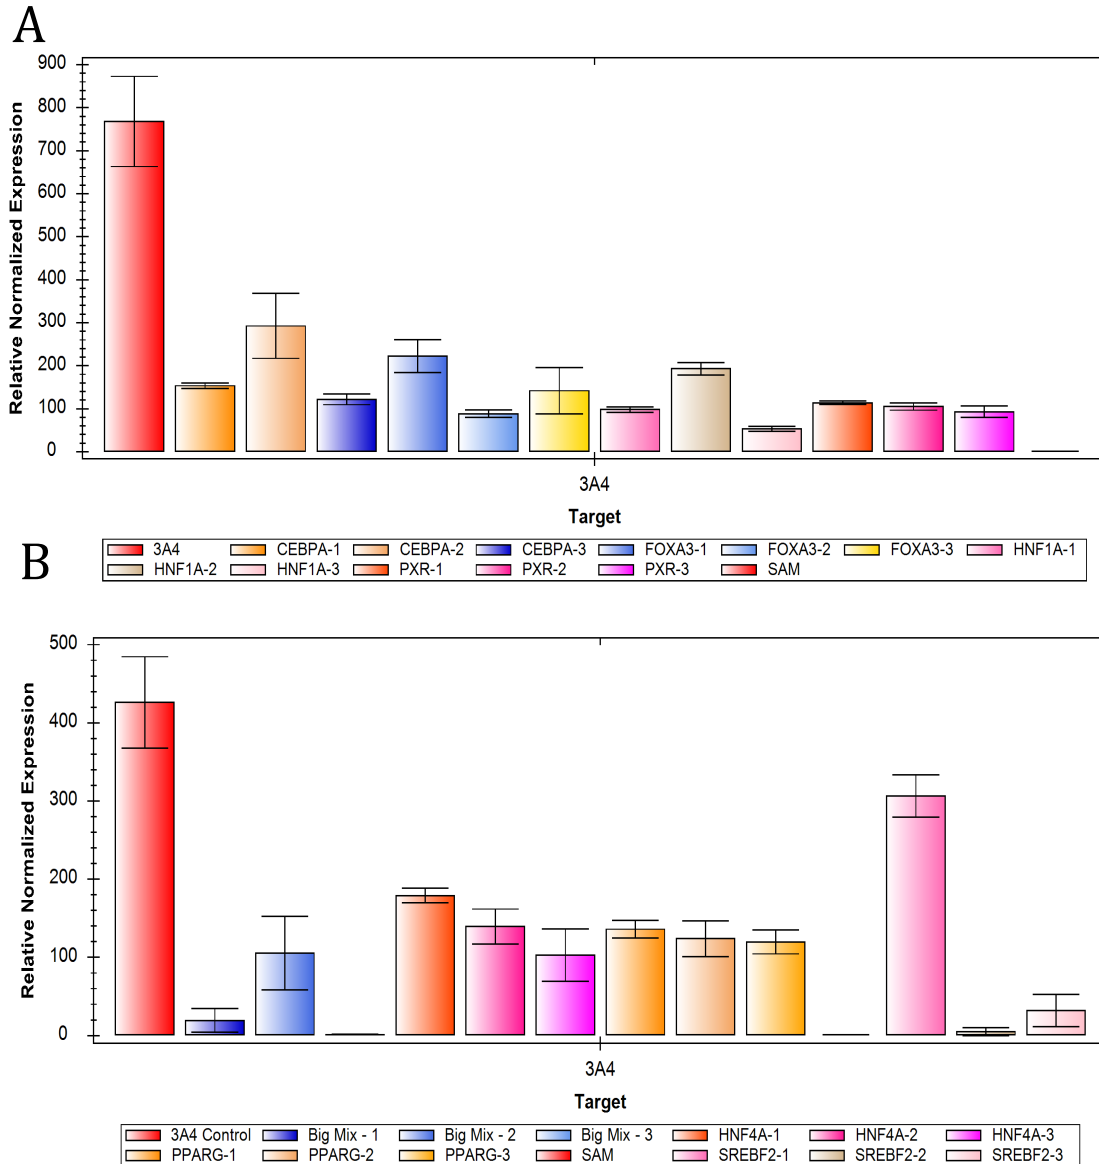 A
Relative Normalized Expression
900
800
700
600
500
400
300
200
100
0
3A4
Target
3A4 CEBPA-1 CEBPA-2 CEBPA-3 FOXA3-1 FOXA3-2 FOXA3-3 HNF1A-1
HNF1A-2 HNF1A-3 PXR-1 PXR-2 PXR-3 SAM
B
Relative Normalized Expression
500
400
300
200
100
0
3A4
Target
3A4 Control Big Mix - 1 Big Mix - 2 Big Mix - 3 HNF4A-1 HNF4A-2 HNF4A-3
PPARG-1 PPARG-2 PPARG-3 SAM SREBF2-1 SREBF2-2 SREBF2-3